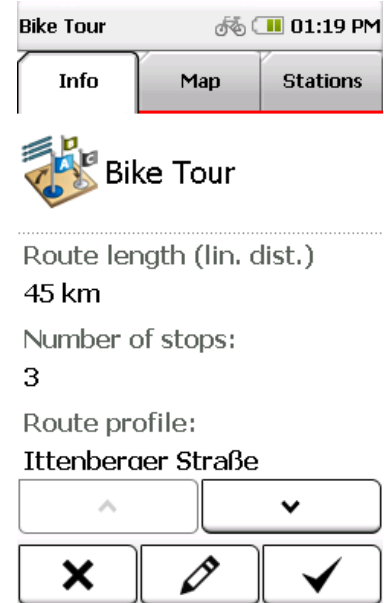 Bike Tour 01:19 PM
Info Map Stations
A C
Bike Tour
Route length (lin. dist.)
45 km
Number of stops:
3
Route profile:
Ittenberger Straße